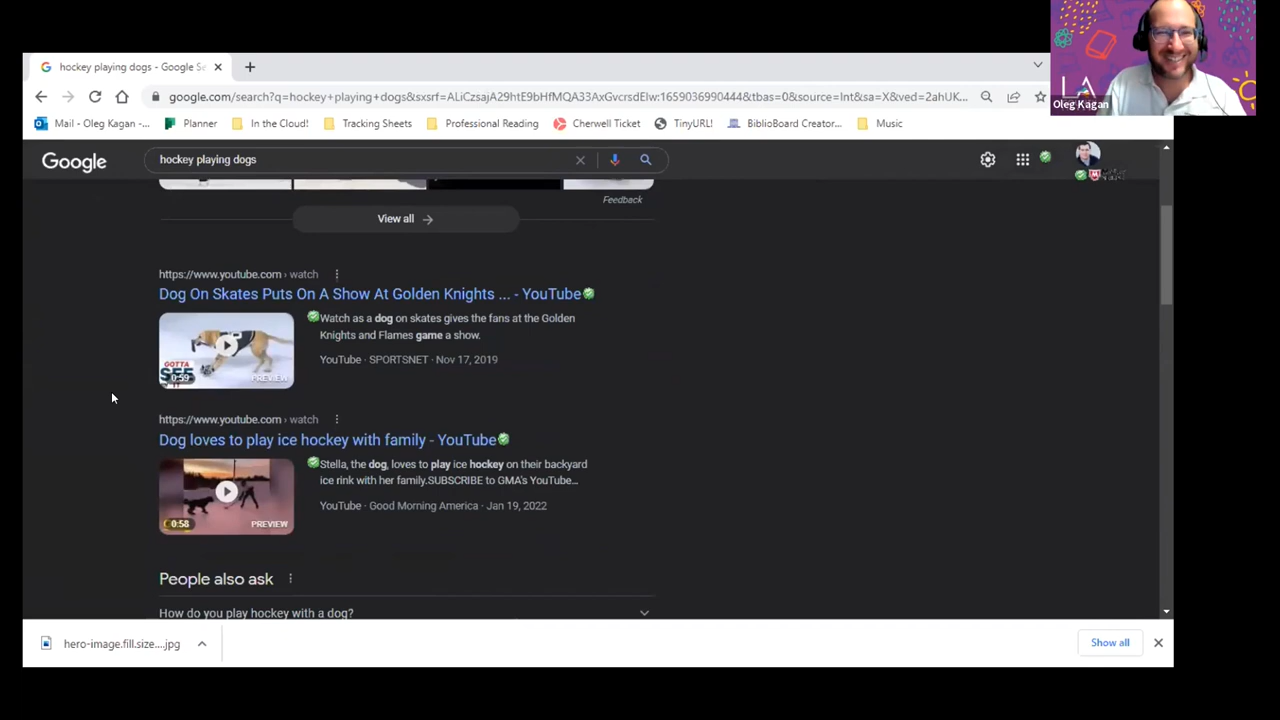 hockey playing dogs - Google Se
google.com/search?q=hockey+playing+dogs&sxsrf=ALiCzsajA29htE9bHfMQA33AxGvcrsdElw:1659036990444&tbas=0&source=lnt&sa=X&ved=2ahUK...
LA
Oleg Kagan
Mail - Oleg Kagan -... Planner In the Cloud! Tracking Sheets Professional Reading Cherwell Ticket TinyURL! BiblioBoard Creator... Music
Google hockey playing dogs
Feedback
View all
https://www.youtube.com › watch
Dog On Skates Puts On A Show At Golden Knights ... - YouTube
Watch as a dog on skates gives the fans at the Golden
Knights and Flames game a show.
YouTube · SPORTSNET · Nov 17, 2019
GOTTA
SEE
IT
0:59
PREVIEW
https://www.youtube.com › watch
Dog loves to play ice hockey with family - YouTube
Stella, the dog, loves to play ice hockey on their backyard
ice rink with her family.SUBSCRIBE to GMA's YouTube...
YouTube · Good Morning America · Jan 19, 2022
0:58
PREVIEW
People also ask
How do you play hockey with a dog?
hero-image.fill.size....jpg
Show all